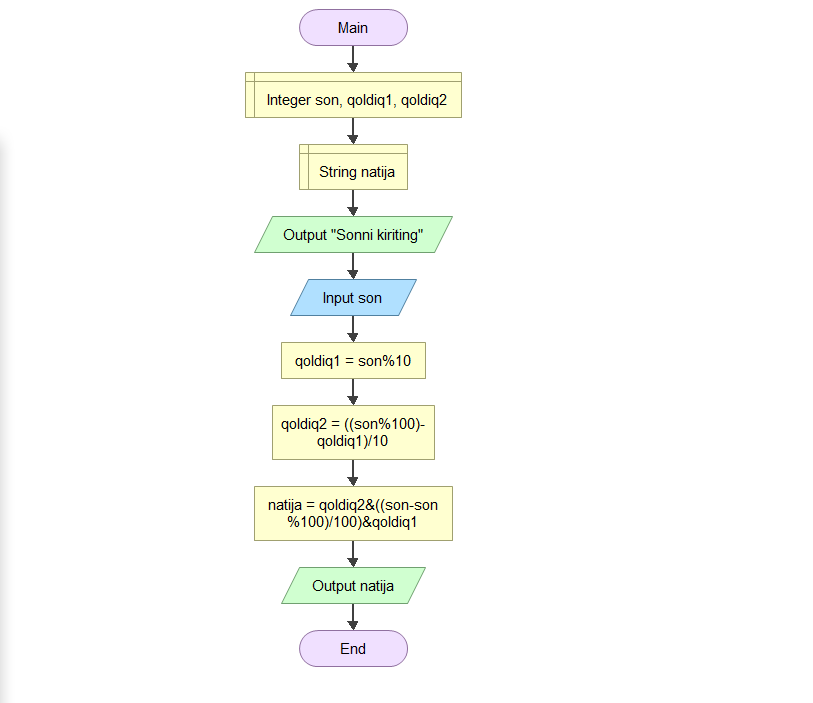 Main
Integer son, qoldiq1, qoldiq2
String natija
Output "Sonni kiriting"
Input son
qoldiq1 = son%10
qoldiq2 = ((son%100)-
qoldiq1)/10
natija = qoldiq2&((son-son
%100)/100)&qoldiq1
Output natija
End